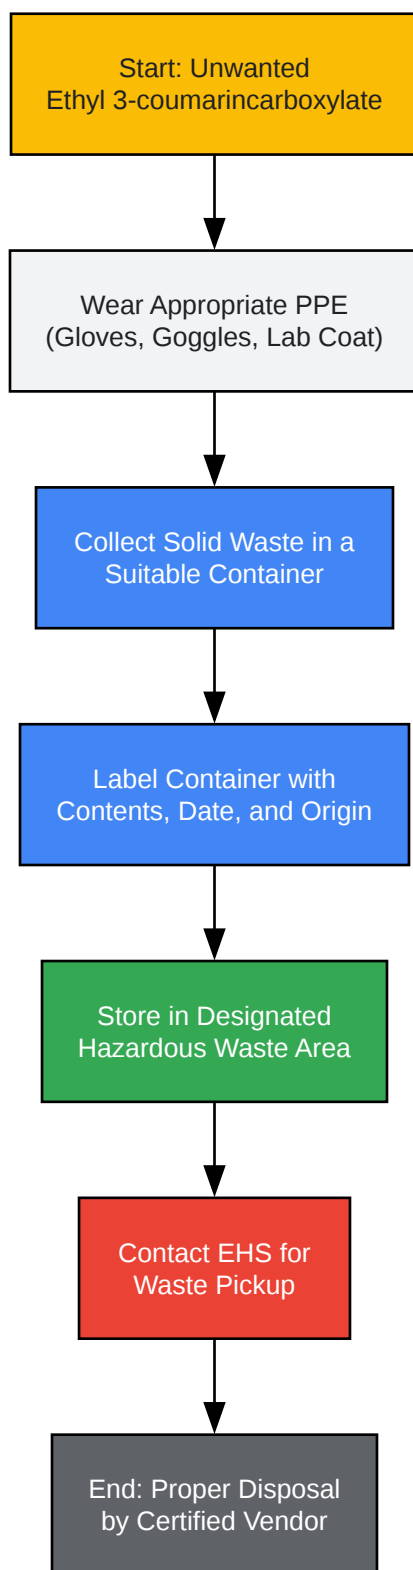 Start: Unwanted
Ethyl 3-coumarincarboxylate
Wear Appropriate PPE
(Gloves, Goggles, Lab Coat)
Collect Solid Waste in a
Suitable Container
Label Container with
Contents, Date, and Origin
Store in Designated
Hazardous Waste Area
Contact EHS for
Waste Pickup
End: Proper Disposal
by Certified Vendor